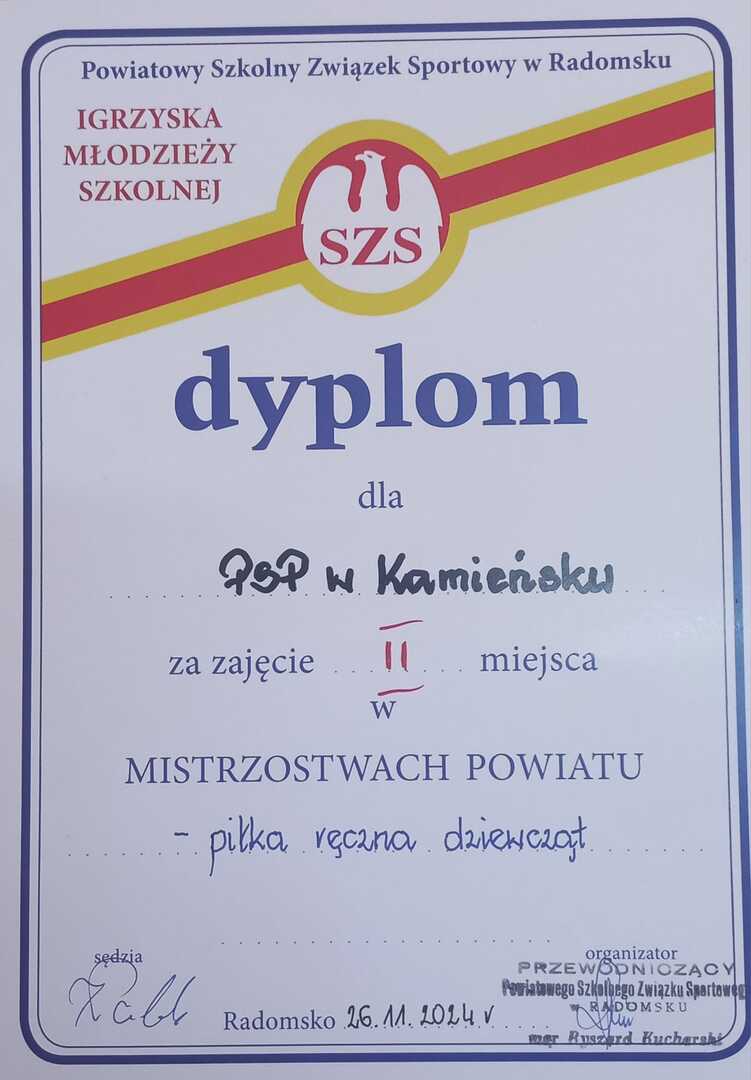 Powiatowy Szkolny Związek Sportowy w Radomsku
IGRZYSKA
MŁODZIEŻY
SZKOLNEJ
SZS
dyplom
dla
PSP w Kamieńsku
za zajęcie II miejsca
w
MISTRZOSTWACH POWIATU
- piłka ręczna dziewcząt
sędzia
organizator
PRZEWODNICZĄCY
Powiatowego Szkolnego Związku Sportowego
w RADOMSKU
Radomsko 26.11.2024 r
mgr Ryszard Kucharski